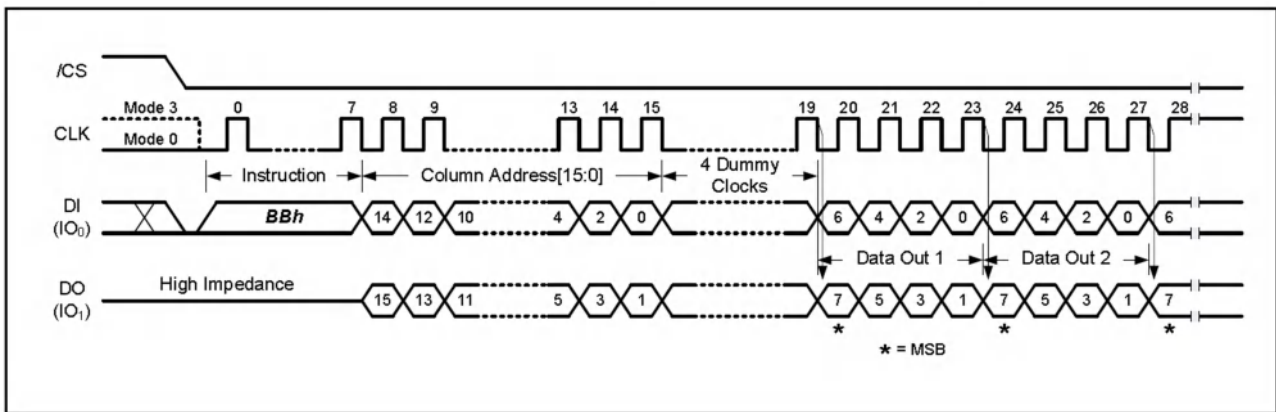 /CS
Mode 3 0 7 8 9 13 14 15 19 20 21 22 23 24 25 26 27 28
CLK Mode 0
Instruction Column Address[15:0] 4 Dummy
Clocks
DI BBh 14 12 10 4 2 0 6 4 2 0 6 4 2 0 6
(IO0)
Data Out 1 Data Out 2
High Impedance
DO 15 13 11 5 3 1 7 5 3 1 7 5 3 1 7
(IO1)
* * *
* = MSB